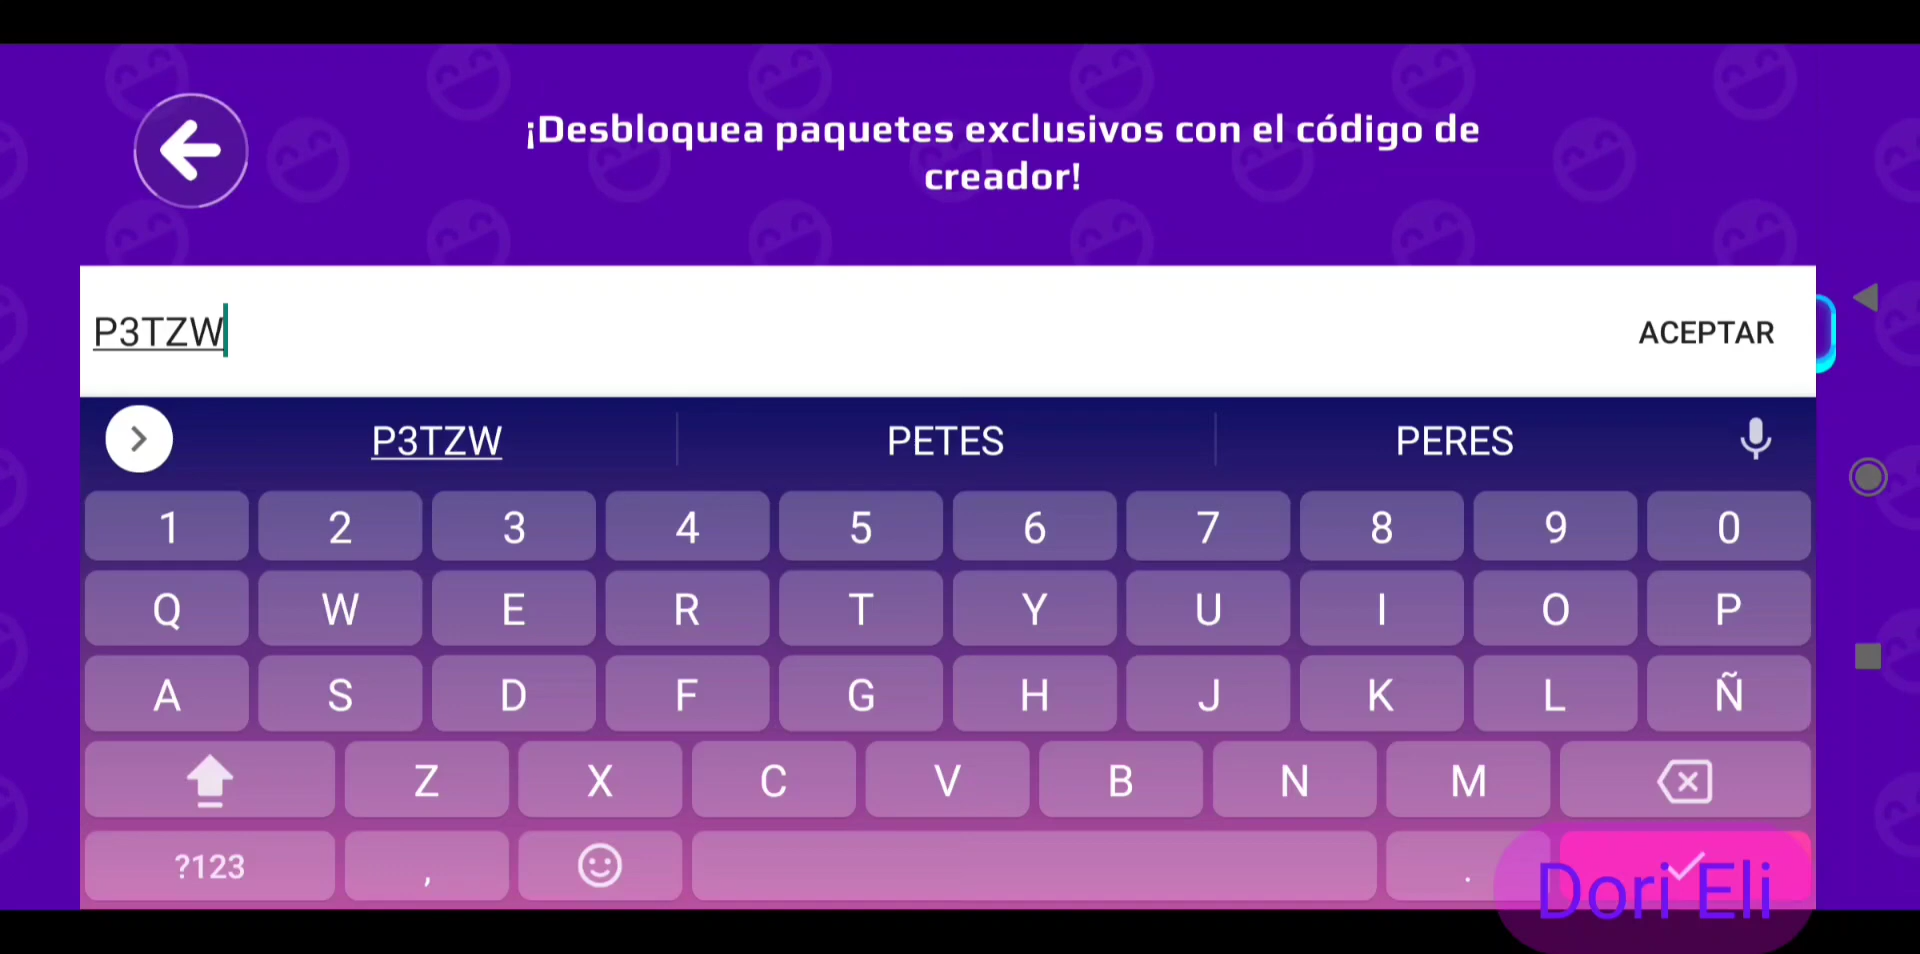 ¡Desbloquea paquetes exclusivos con el código de
creador!
P3TZW
ACEPTAR
P3TZW PETES PERES
1 2 3 4 5 6 7 8 9 0
Q W E R T Y U I O P
A S D F G H J K L Ñ
Z X C V B N M
?123 , .
Dori Eli